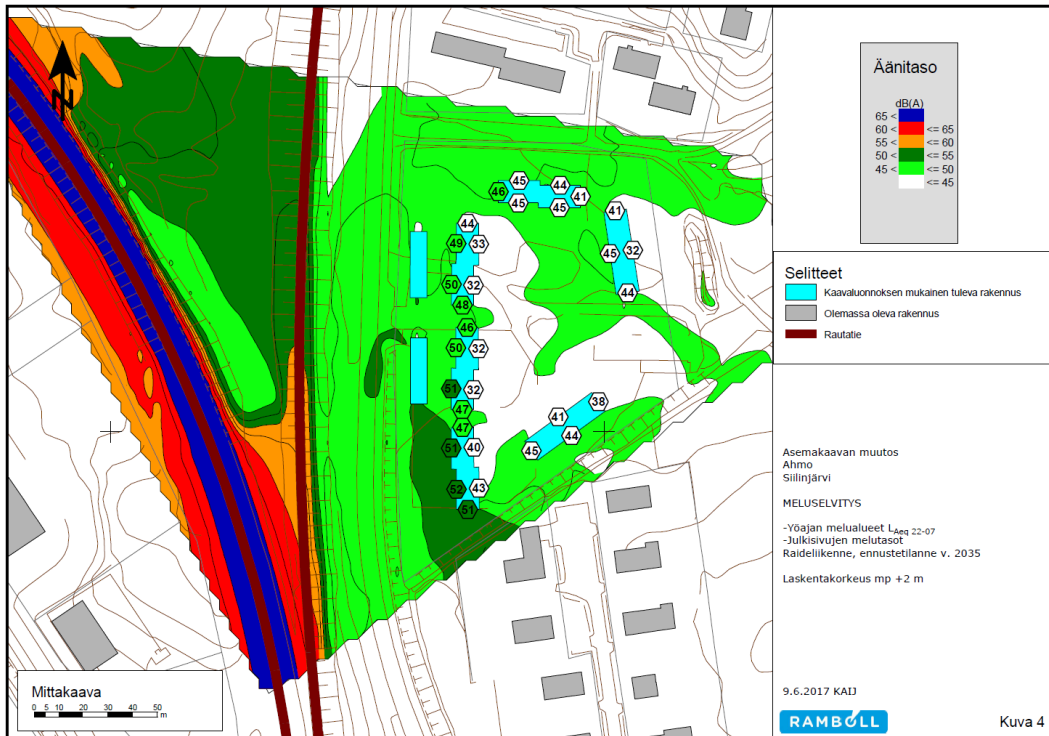 N
45
44
46
41
45
45
41
44
49
33
45
32
50
32
44
48
46
50
32
51
32
38
47
41
47
44
51
40
45
52
43
51
Mittakaava
0 5 10 20 30 40 50
m
Äänitaso
dB(A)
65 <
60 < <= 65
55 < <= 60
50 < <= 55
45 < <= 50
<= 45
Selitteet
Kaavaluonnoksen mukainen tuleva rakennus
Olemassa oleva rakennus
Rautatie
Asemakaavan muutos
Ahmo
Siilinjärvi
MELUSELVITYS
-Yöajan melualueet LAeq 22-07
-Julkisivujen melutasot
Raideliikenne, ennustetilanne v. 2035
Laskentakorkeus mp +2 m
9.6.2017 KAIJ
RAMBOLL Kuva 4